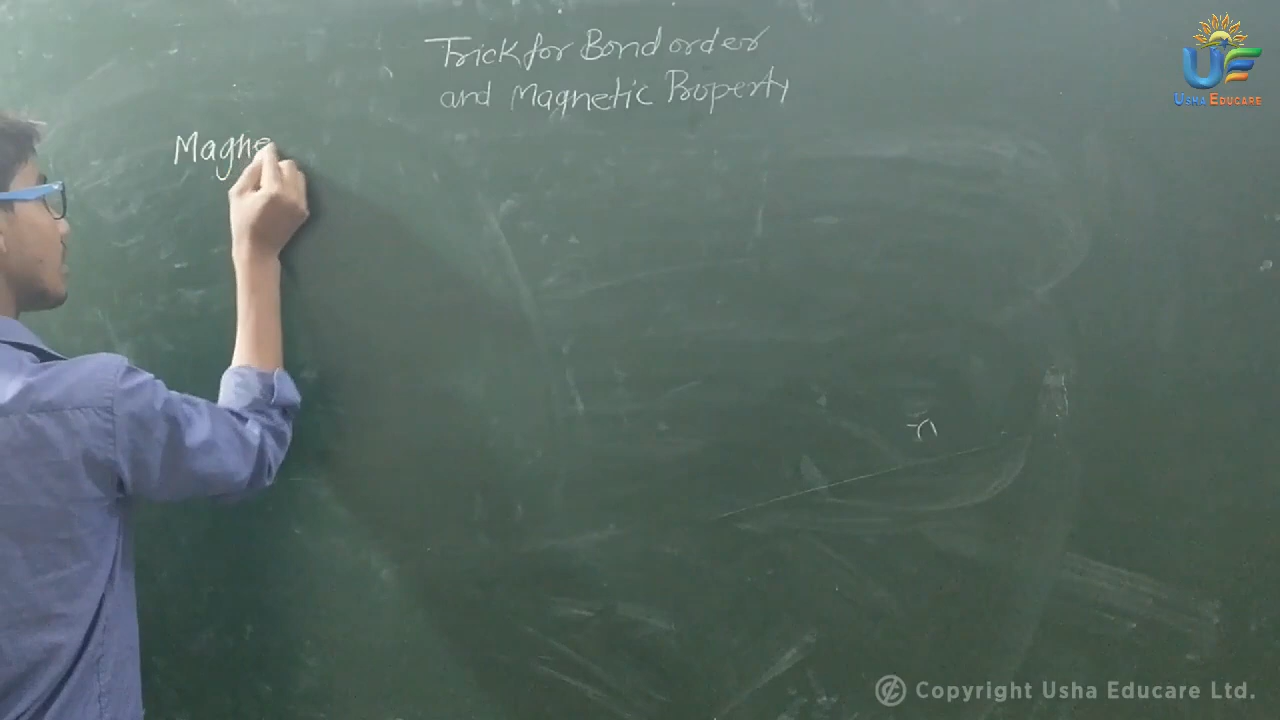 Trick for Bond order
and Magnetic Property
Magne
USHA EDUCARE
Copyright Usha Educare Ltd.